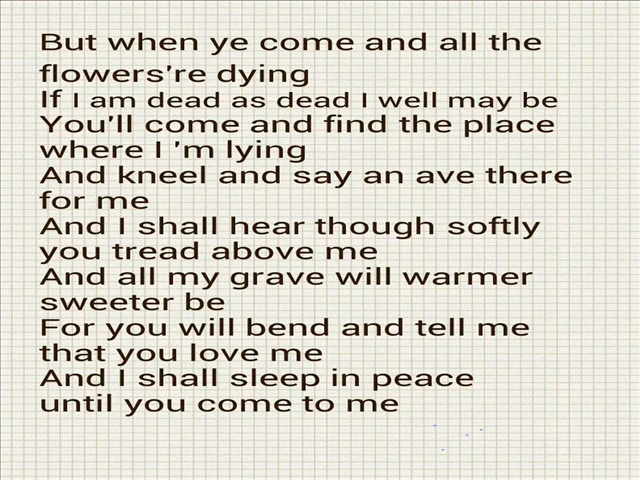 But when ye come and all the
flowers're dying
If I am dead as dead I well may be
You'll come and find the place
where I 'm lying
And kneel and say an ave there
for me
And I shall hear though softly
you tread above me
And all my grave will warmer
sweeter be
For you will bend and tell me
that you love me
And I shall sleep in peace
until you come to me